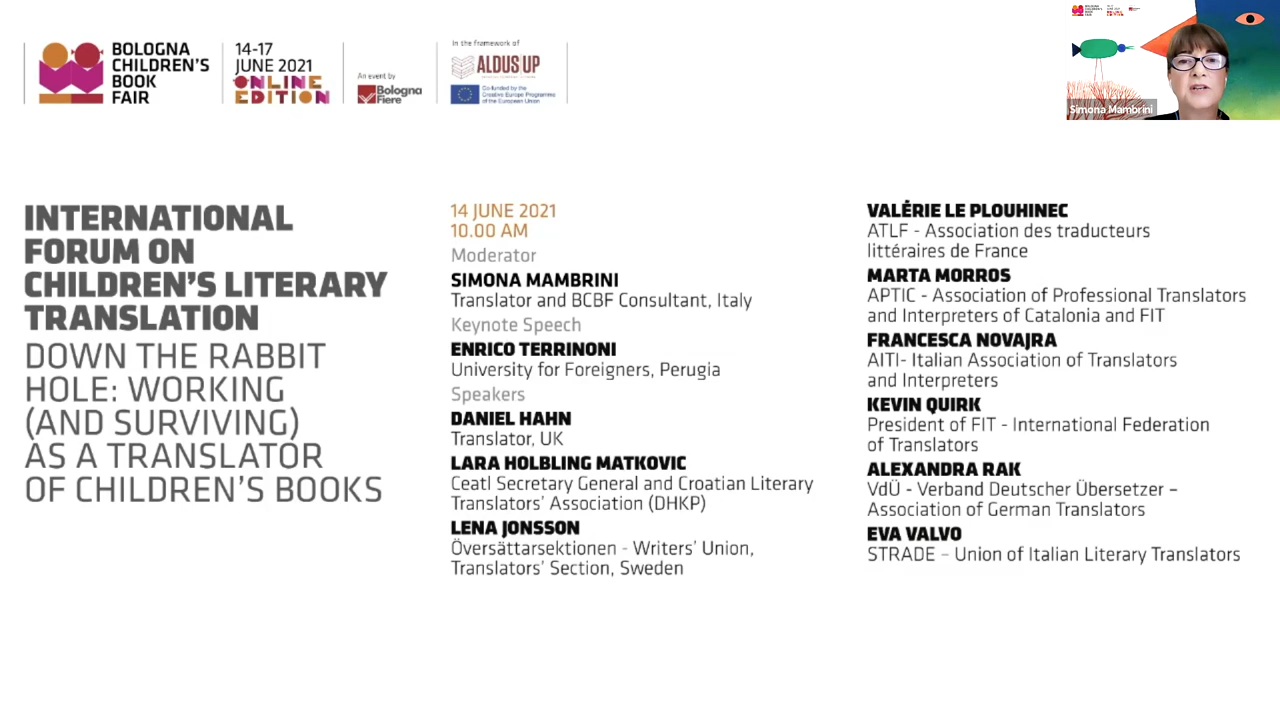 BOLOGNA
CHILDREN'S
BOOK
FAIR
14-17
JUNE 2021
ONLINE
EDITION
An event by
Bologna
Fiere
In the framework of
ALDUS UP
Co-funded by the
Creative Europe Programme
of the European Union
Simona Mambrini
INTERNATIONAL
FORUM ON
CHILDREN'S LITERARY
TRANSLATION
DOWN THE RABBIT
HOLE: WORKING
(AND SURVIVING)
AS A TRANSLATOR
OF CHILDREN'S BOOKS
14 JUNE 2021
10.00 AM
Moderator
SIMONA MAMBRINI
Translator and BCBF Consultant, Italy
Keynote Speech
ENRICO TERRINONI
University for Foreigners, Perugia
Speakers
DANIEL HAHN
Translator, UK
LARA HOLBLING MATKOVIC
Ceatl Secretary General and Croatian Literary
Translators' Association (DHKP)
LENA JONSSON
Översättarsektionen - Writers' Union,
Translators' Section, Sweden
VALÉRIE LE PLOUHINEC
ATLF - Association des traducteurs
littéraires de France
MARTA MORROS
APTIC - Association of Professional Translators
and Interpreters of Catalonia and FIT
FRANCESCA NOVAJRA
AITI- Italian Association of Translators
and Interpreters
KEVIN QUIRK
President of FIT - International Federation
of Translators
ALEXANDRA RAK
VdÜ - Verband Deutscher Übersetzer –
Association of German Translators
EVA VALVO
STRADE – Union of Italian Literary Translators